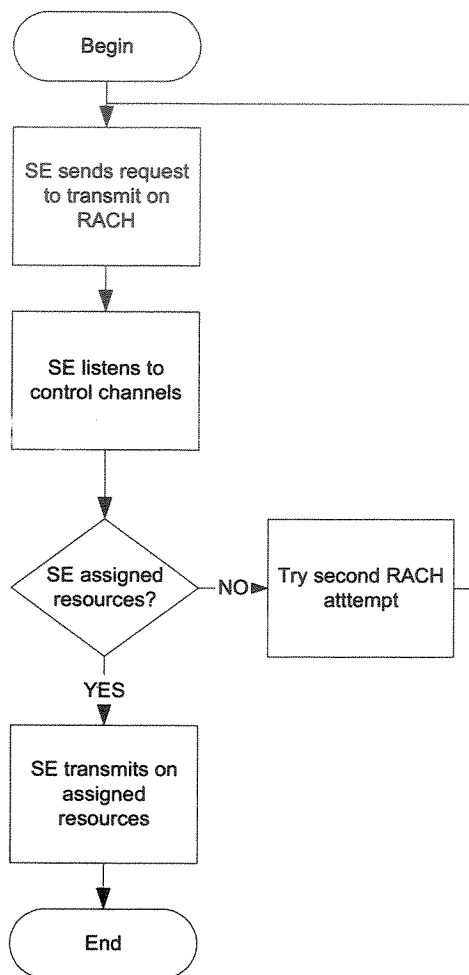 Begin
SE sends request
to transmit on
RACH
SE listens to
control channels
SE assigned
resources?
NO
Try second RACH
atttempt
YES
SE transmits on
assigned
resources
End